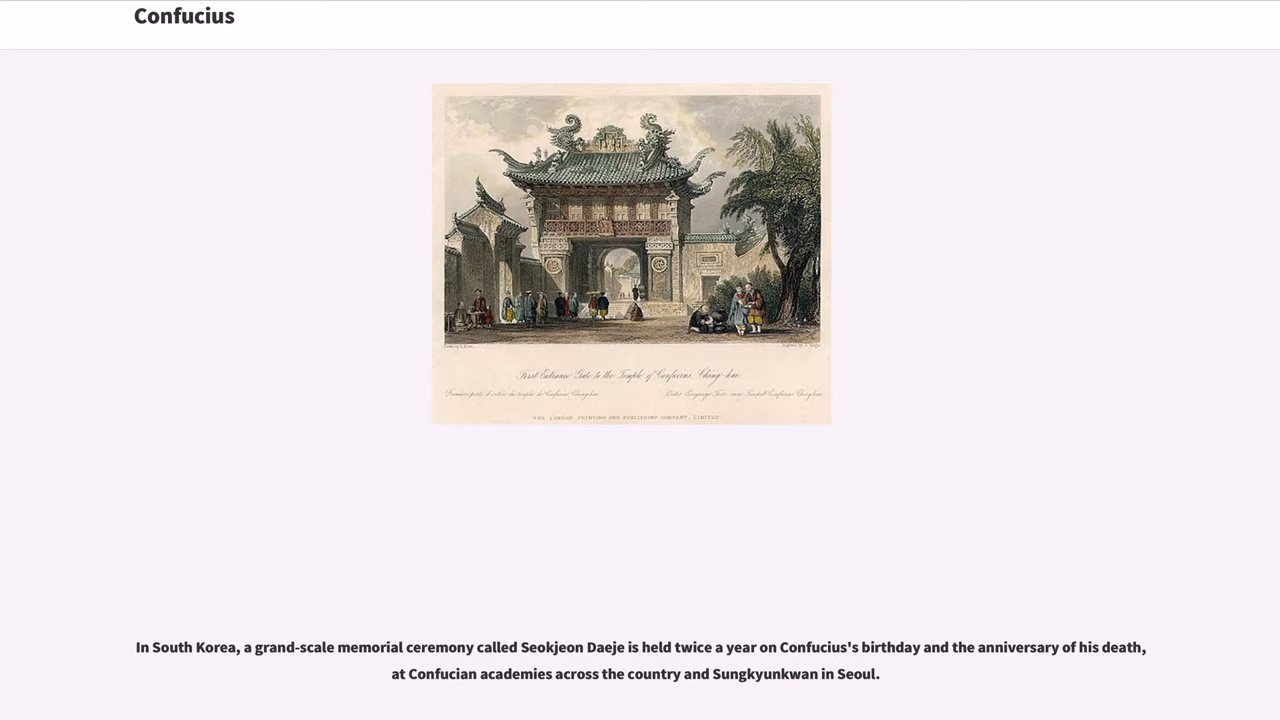 Confucius
First Entrance Gate to the Temple of Confucius, Ching-hai.
THE LONDON PRINTING AND PUBLISHING COMPANY, LIMITED.
In South Korea, a grand-scale memorial ceremony called Seokjeon Daeje is held twice a year on Confucius's birthday and the anniversary of his death,
at Confucian academies across the country and Sungkyunkwan in Seoul.